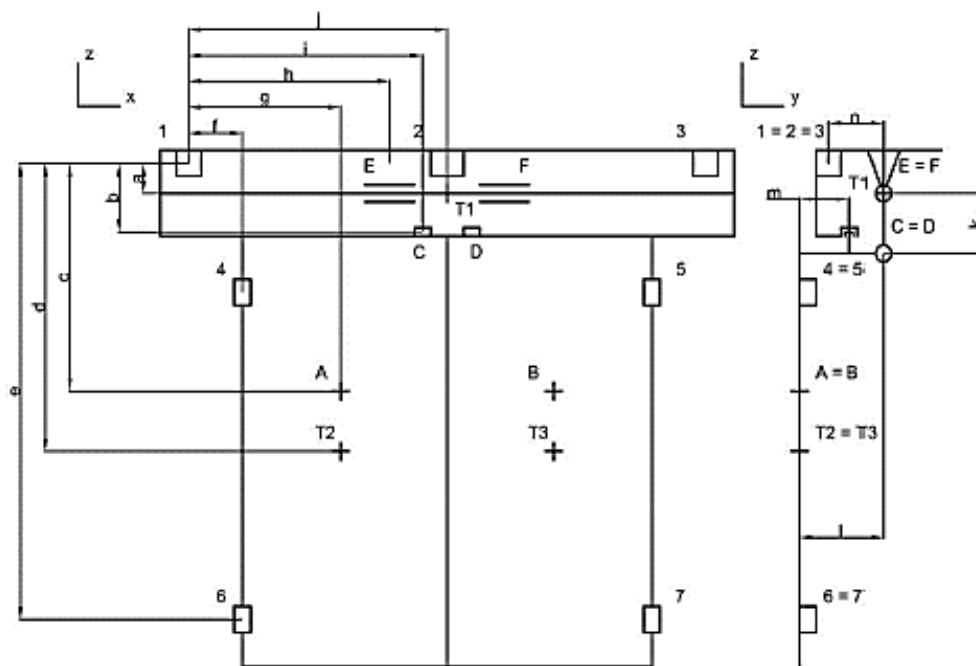 j
i
z
z
h
x
g
y
1
f
2
3
1 = 2 = 3
n
E
F
E = F
a
T1
T1
b
m
C
D
C = D
k
4
5
4 = 5
c
d
A
B
A = B
e
T2
T3
T2 = T3
l
6
7
6 = 7